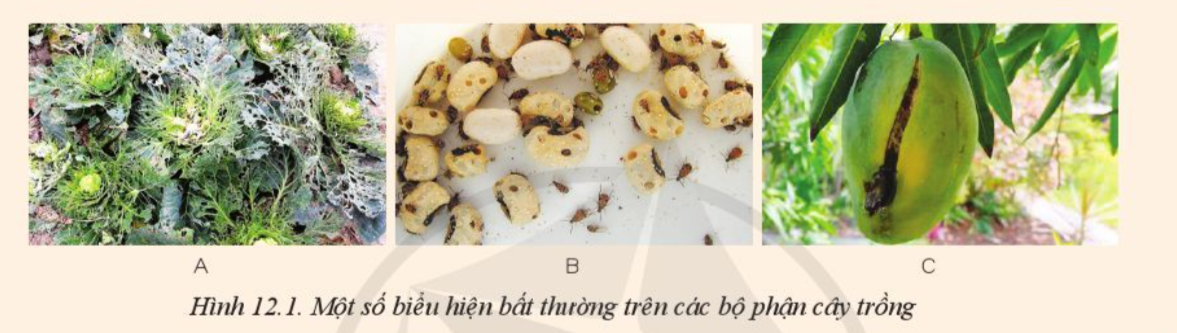 A
B
C
Hình 12.1. Một số biểu hiện bất thường trên các bộ phận cây trồng